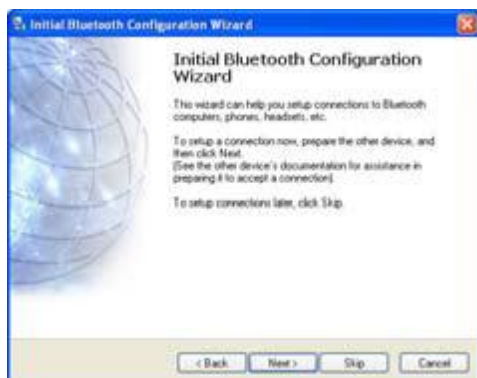 Initial Bluetooth Configuration Wizard
Initial Bluetooth Configuration
Wizard
This wizard can help you setup connections to Bluetooth
computers, phones, headsets, etc.
To setup a connection now, prepare the other device, and
then click Next.
(See the other device's documentation for assistance in
preparing it to accept a connection).
To setup connections later, click Skip.
< Back Next > Skip Cancel